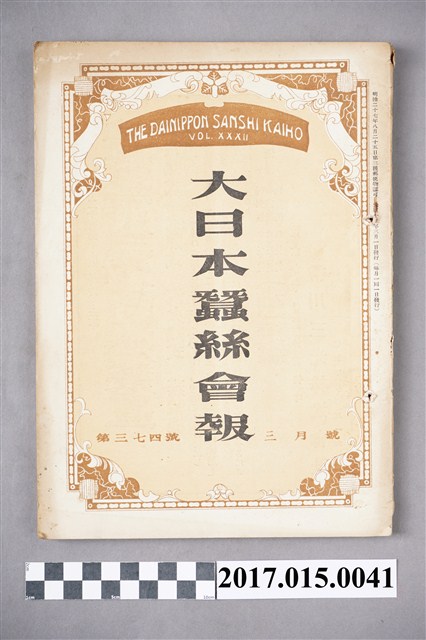 THE DAINIPPON SANSHI KAIHO
VOL. XXXII
大日本蠶絲會報
第三七四號
三月號
2017.015.0041